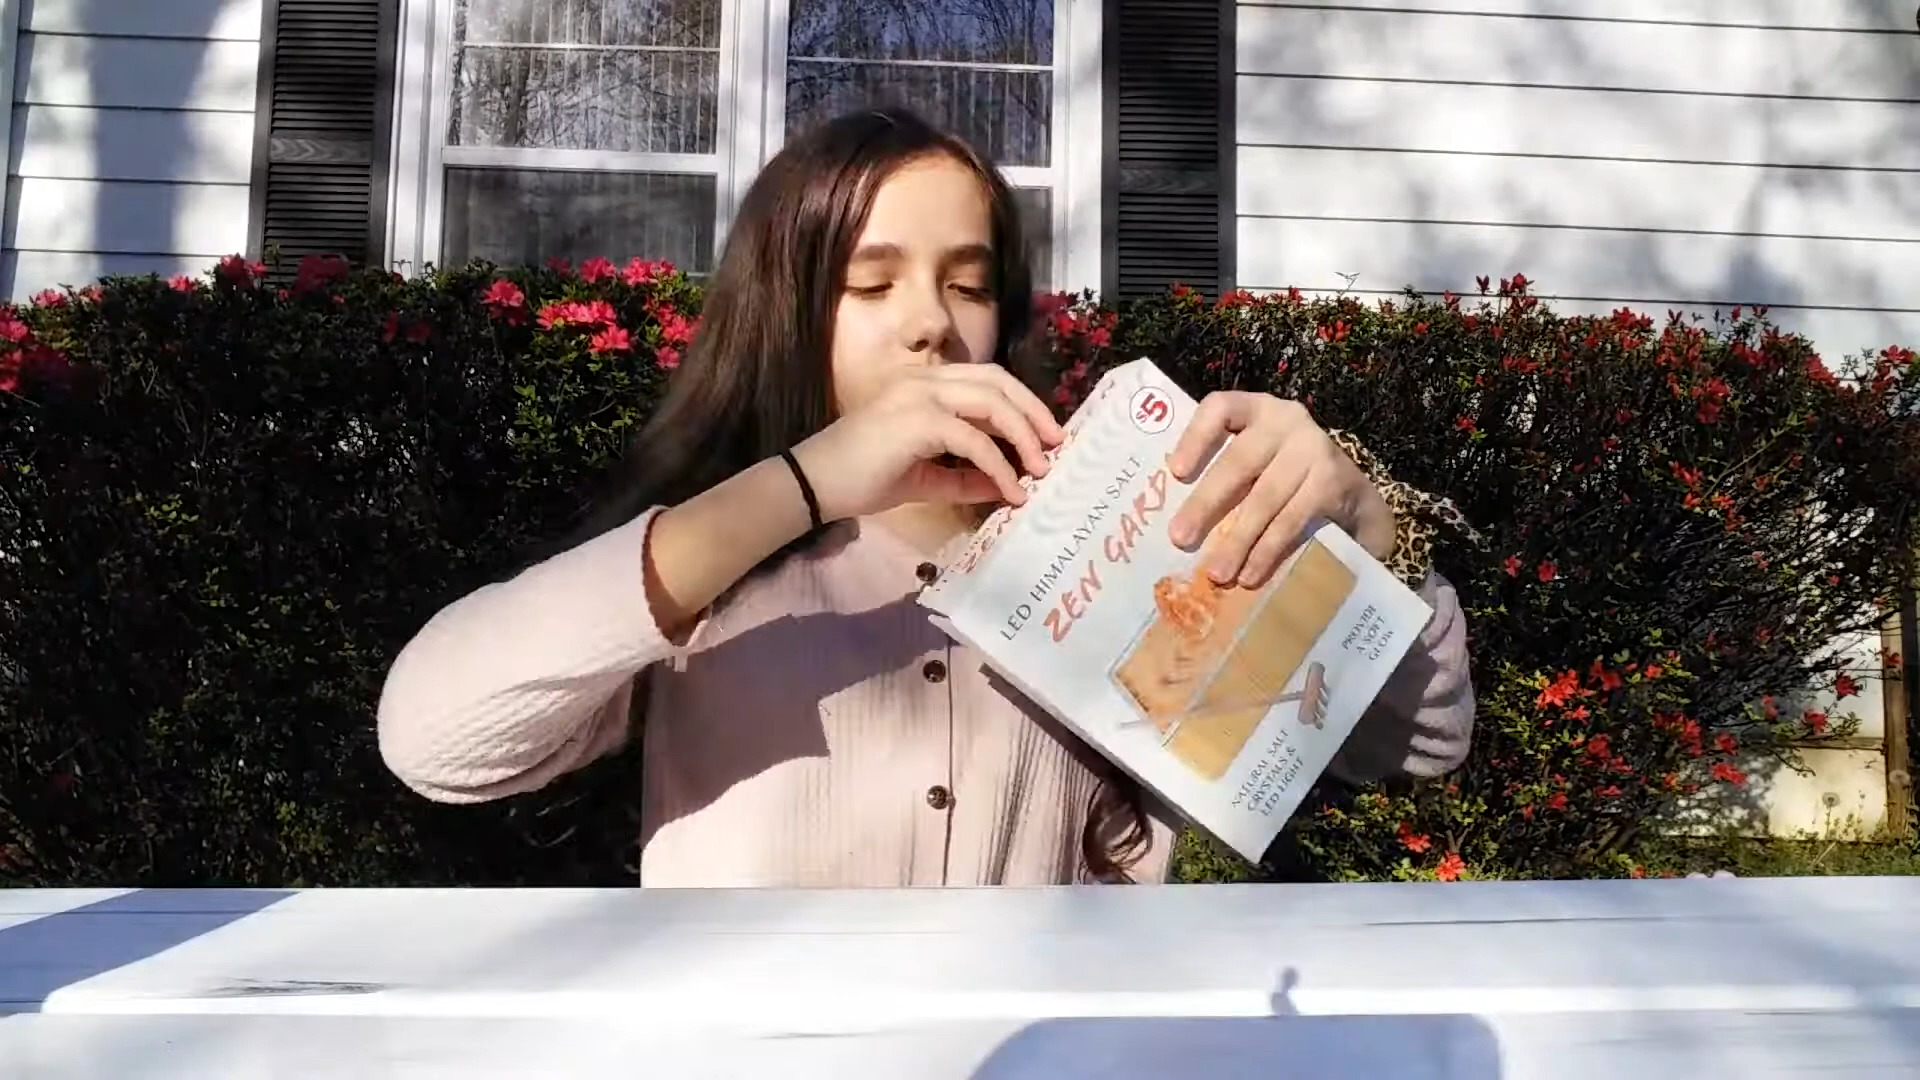 $5
LED HIMALAYAN SALT
ZEN GARD
PROVIDE
A SOFT
GLOW
NATURAL SALT
CRYSTALS &
LED LIGHT